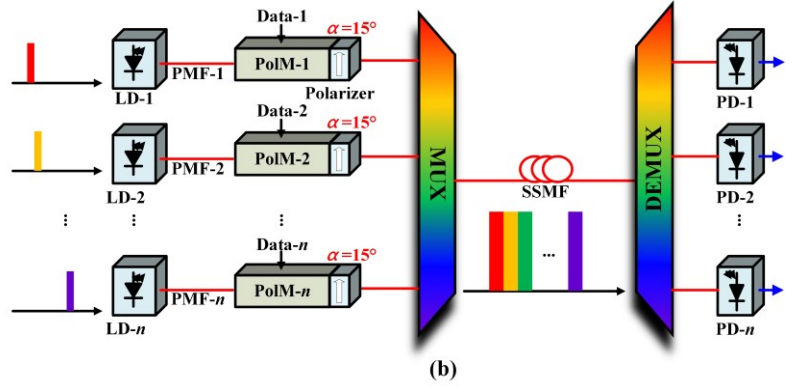 Data-1
α=15°
PolM-1
LD-1
PMF-1
Polarizer
PD-1
Data-2
α=15°
PolM-2
LD-2
PMF-2
MUX
SSMF
DEMUX
PD-2
...
...
...
...
...
Data-n
α=15°
PolM-n
LD-n
PMF-n
PD-n
(b)